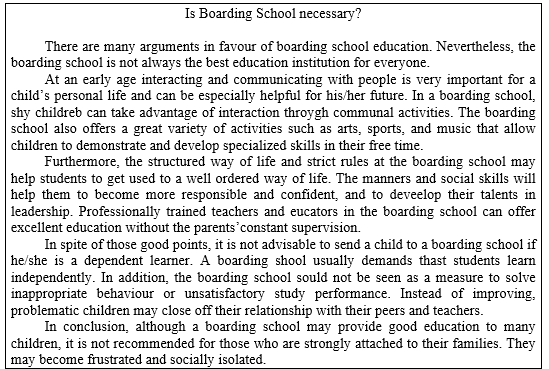 Is Boarding School necessary?
There are many arguments in favour of boarding school education. Nevertheless, the
boarding school is not always the best education institution for everyone.
At an early age interacting and communicating with people is very important for a
child's personal life and can be especially helpful for his/her future. In a boarding school,
shy childreb can take advantage of interaction throygh communal activities. The boarding
school also offers a great variety of activities such as arts, sports, and music that allow
children to demonstrate and develop specialized skills in their free time.
Furthermore, the structured way of life and strict rules at the boarding school may
help students to get used to a well ordered way of life. The manners and social skills will
help them to become more responsible and confident, and to deveelop their talents in
leadership. Professionally trained teachers and eucators in the boarding school can offer
excellent education without the parents'constant supervision.
In spite of those good points, it is not advisable to send a child to a boarding school if
he/she is a dependent learner. A boarding shool usually demands thast students learn
independently. In addition, the boarding school sould not be seen as a measure to solve
inappropriate behaviour or unsatisfactory study performance. Instead of improving,
problematic children may close off their relationship with their peers and teachers.
In conclusion, although a boarding school may provide good education to many
children, it is not recommended for those who are strongly attached to their families. They
may become frustrated and socially isolated.